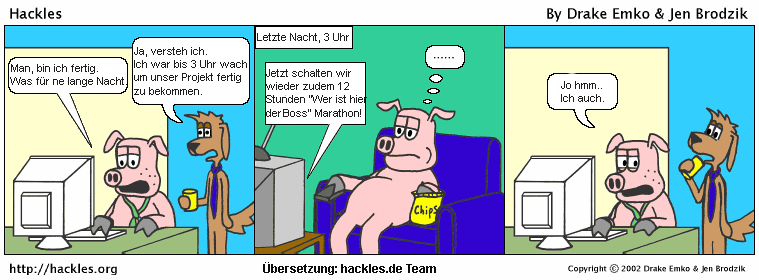 Hackles
By Drake Emko & Jen Brodzik
Man, bin ich fertig.
Was für ne lange Nacht.
Ja, versteh ich.
Ich war bis 3 Uhr wach
um unser Projekt fertig
zu bekommen.
Letzte Nacht, 3 Uhr
Jetzt schalten wir
wieder zudem 12
Stunden "Wer ist hier
der Boss" Marathon!
......
Chips
Jo hmm..
Ich auch.
http://hackles.org
Übersetzung: hackles.de Team
Copyright © 2002 Drake Emko & Jen Brodzik